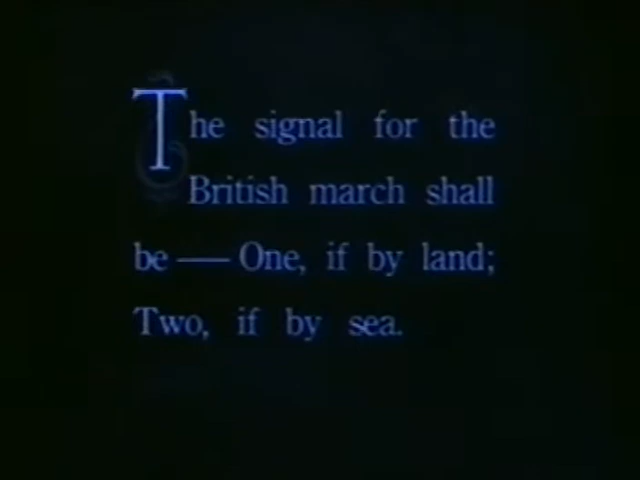 The signal for the
British march shall
be — One, if by land;
Two, if by sea.